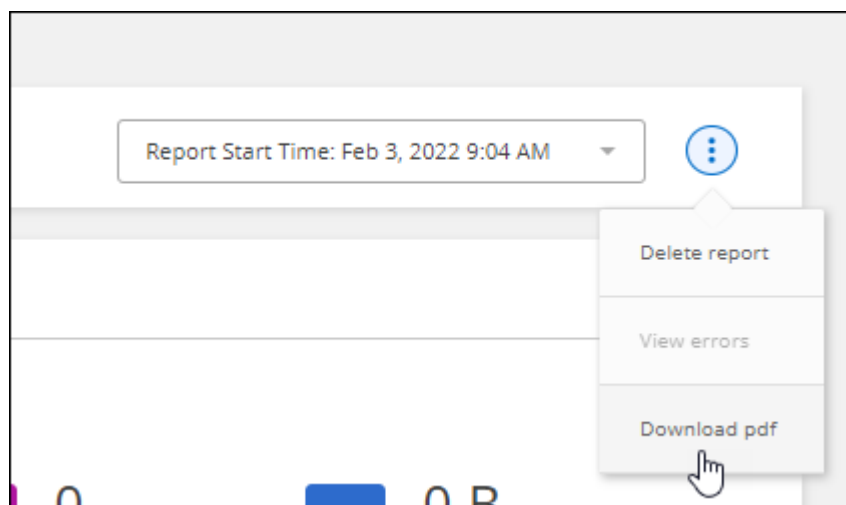 Report Start Time: Feb 3, 2022 9:04 AM
Delete report
View errors
Download pdf
0
0 B